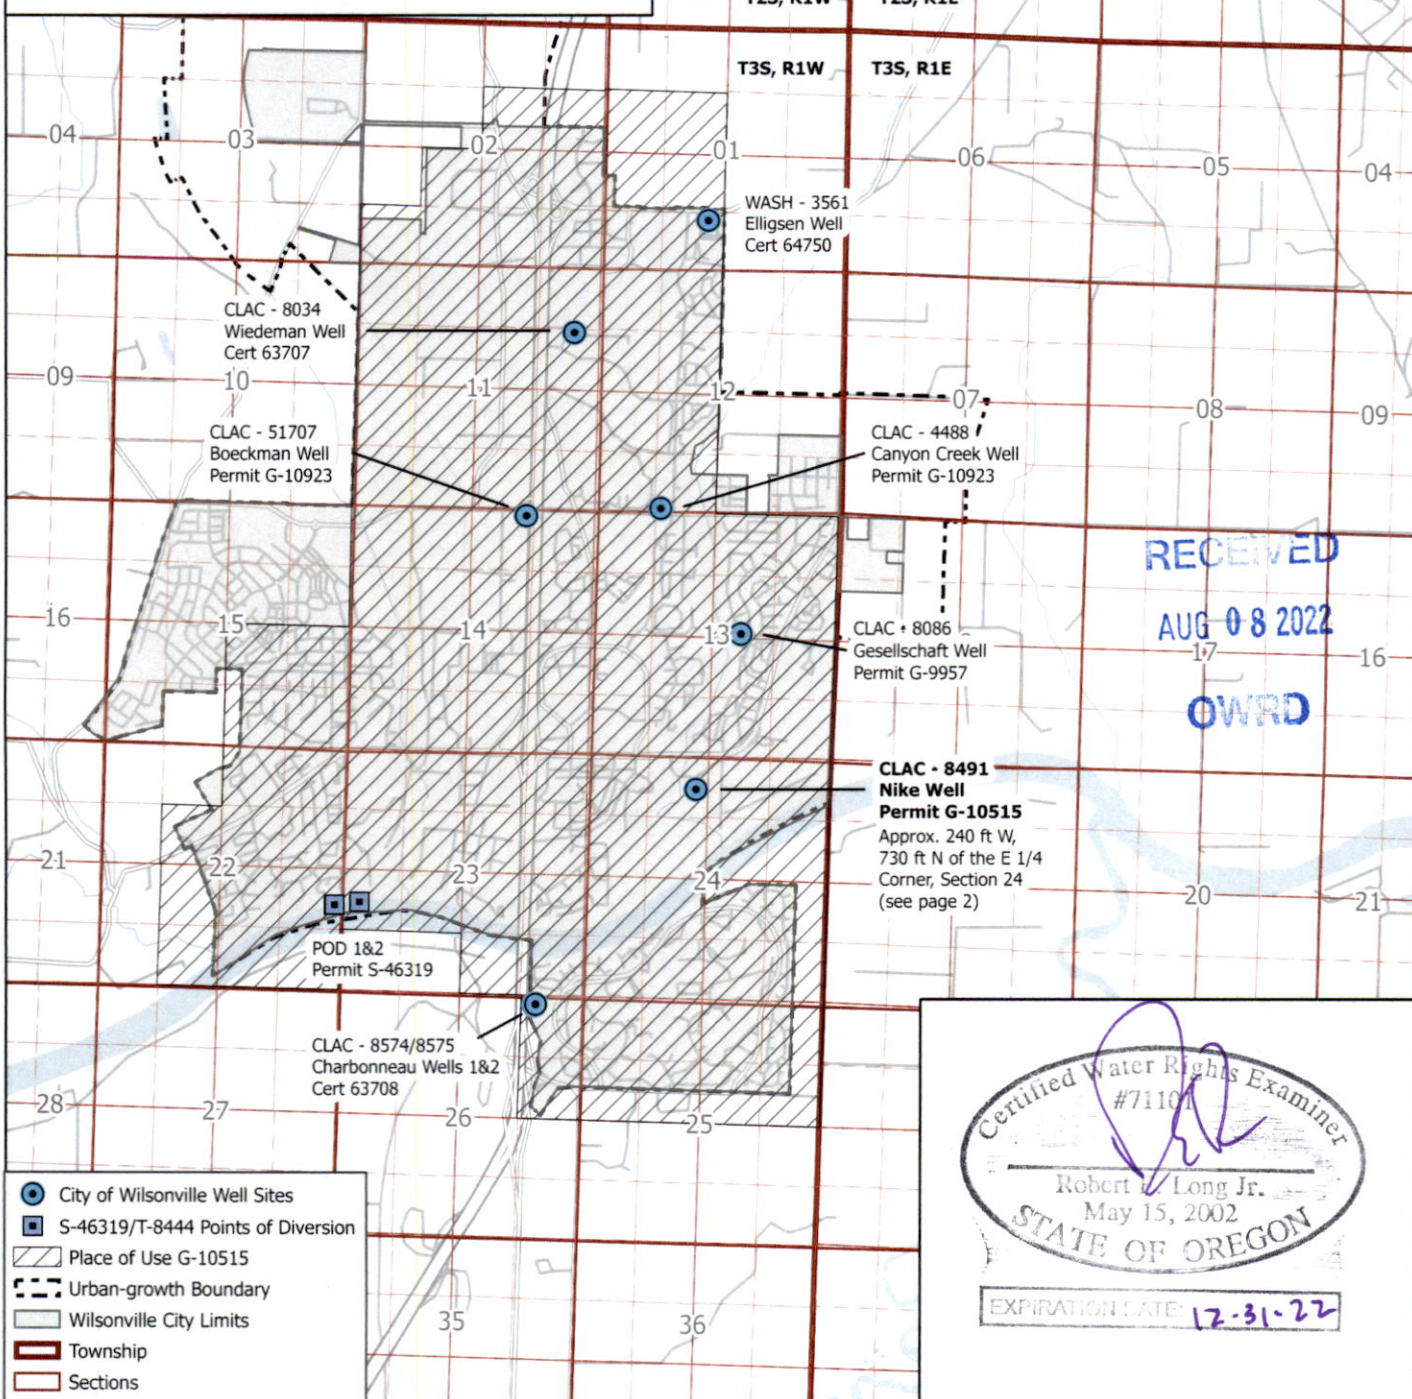 T2S, R1W
T2S, R1E
T3S, R1W
T3S, R1E
04
03
02
01
06
05
04
WASH - 3561
Elligsen Well
Cert 64750
CLAC - 8034
Wiedeman Well
Cert 63707
09
10
11
12
07
08
09
CLAC - 51707
Boeckman Well
Permit G-10923
CLAC - 4488
Canyon Creek Well
Permit G-10923
RECEIVED
AUG 08 2022
OWRD
16
15
14
13
17
16
CLAC - 8086
Gesellschaft Well
Permit G-9957
CLAC - 8491
Nike Well
Permit G-10515
Approx. 240 ft W,
730 ft N of the E 1/4
Corner, Section 24
(see page 2)
21
22
23
24
20
21
POD 1&2
Permit S-46319
CLAC - 8574/8575
Charbonneau Wells 1&2
Cert 63708
28
27
26
25
35
36
City of Wilsonville Well Sites
S-46319/T-8444 Points of Diversion
Place of Use G-10515
Urban-growth Boundary
Wilsonville City Limits
Township
Sections
Certified Water Rights Examiner
#71101
Robert Long Jr.
May 15, 2002
STATE OF OREGON
EXPIRATION DATE: 12-31-22